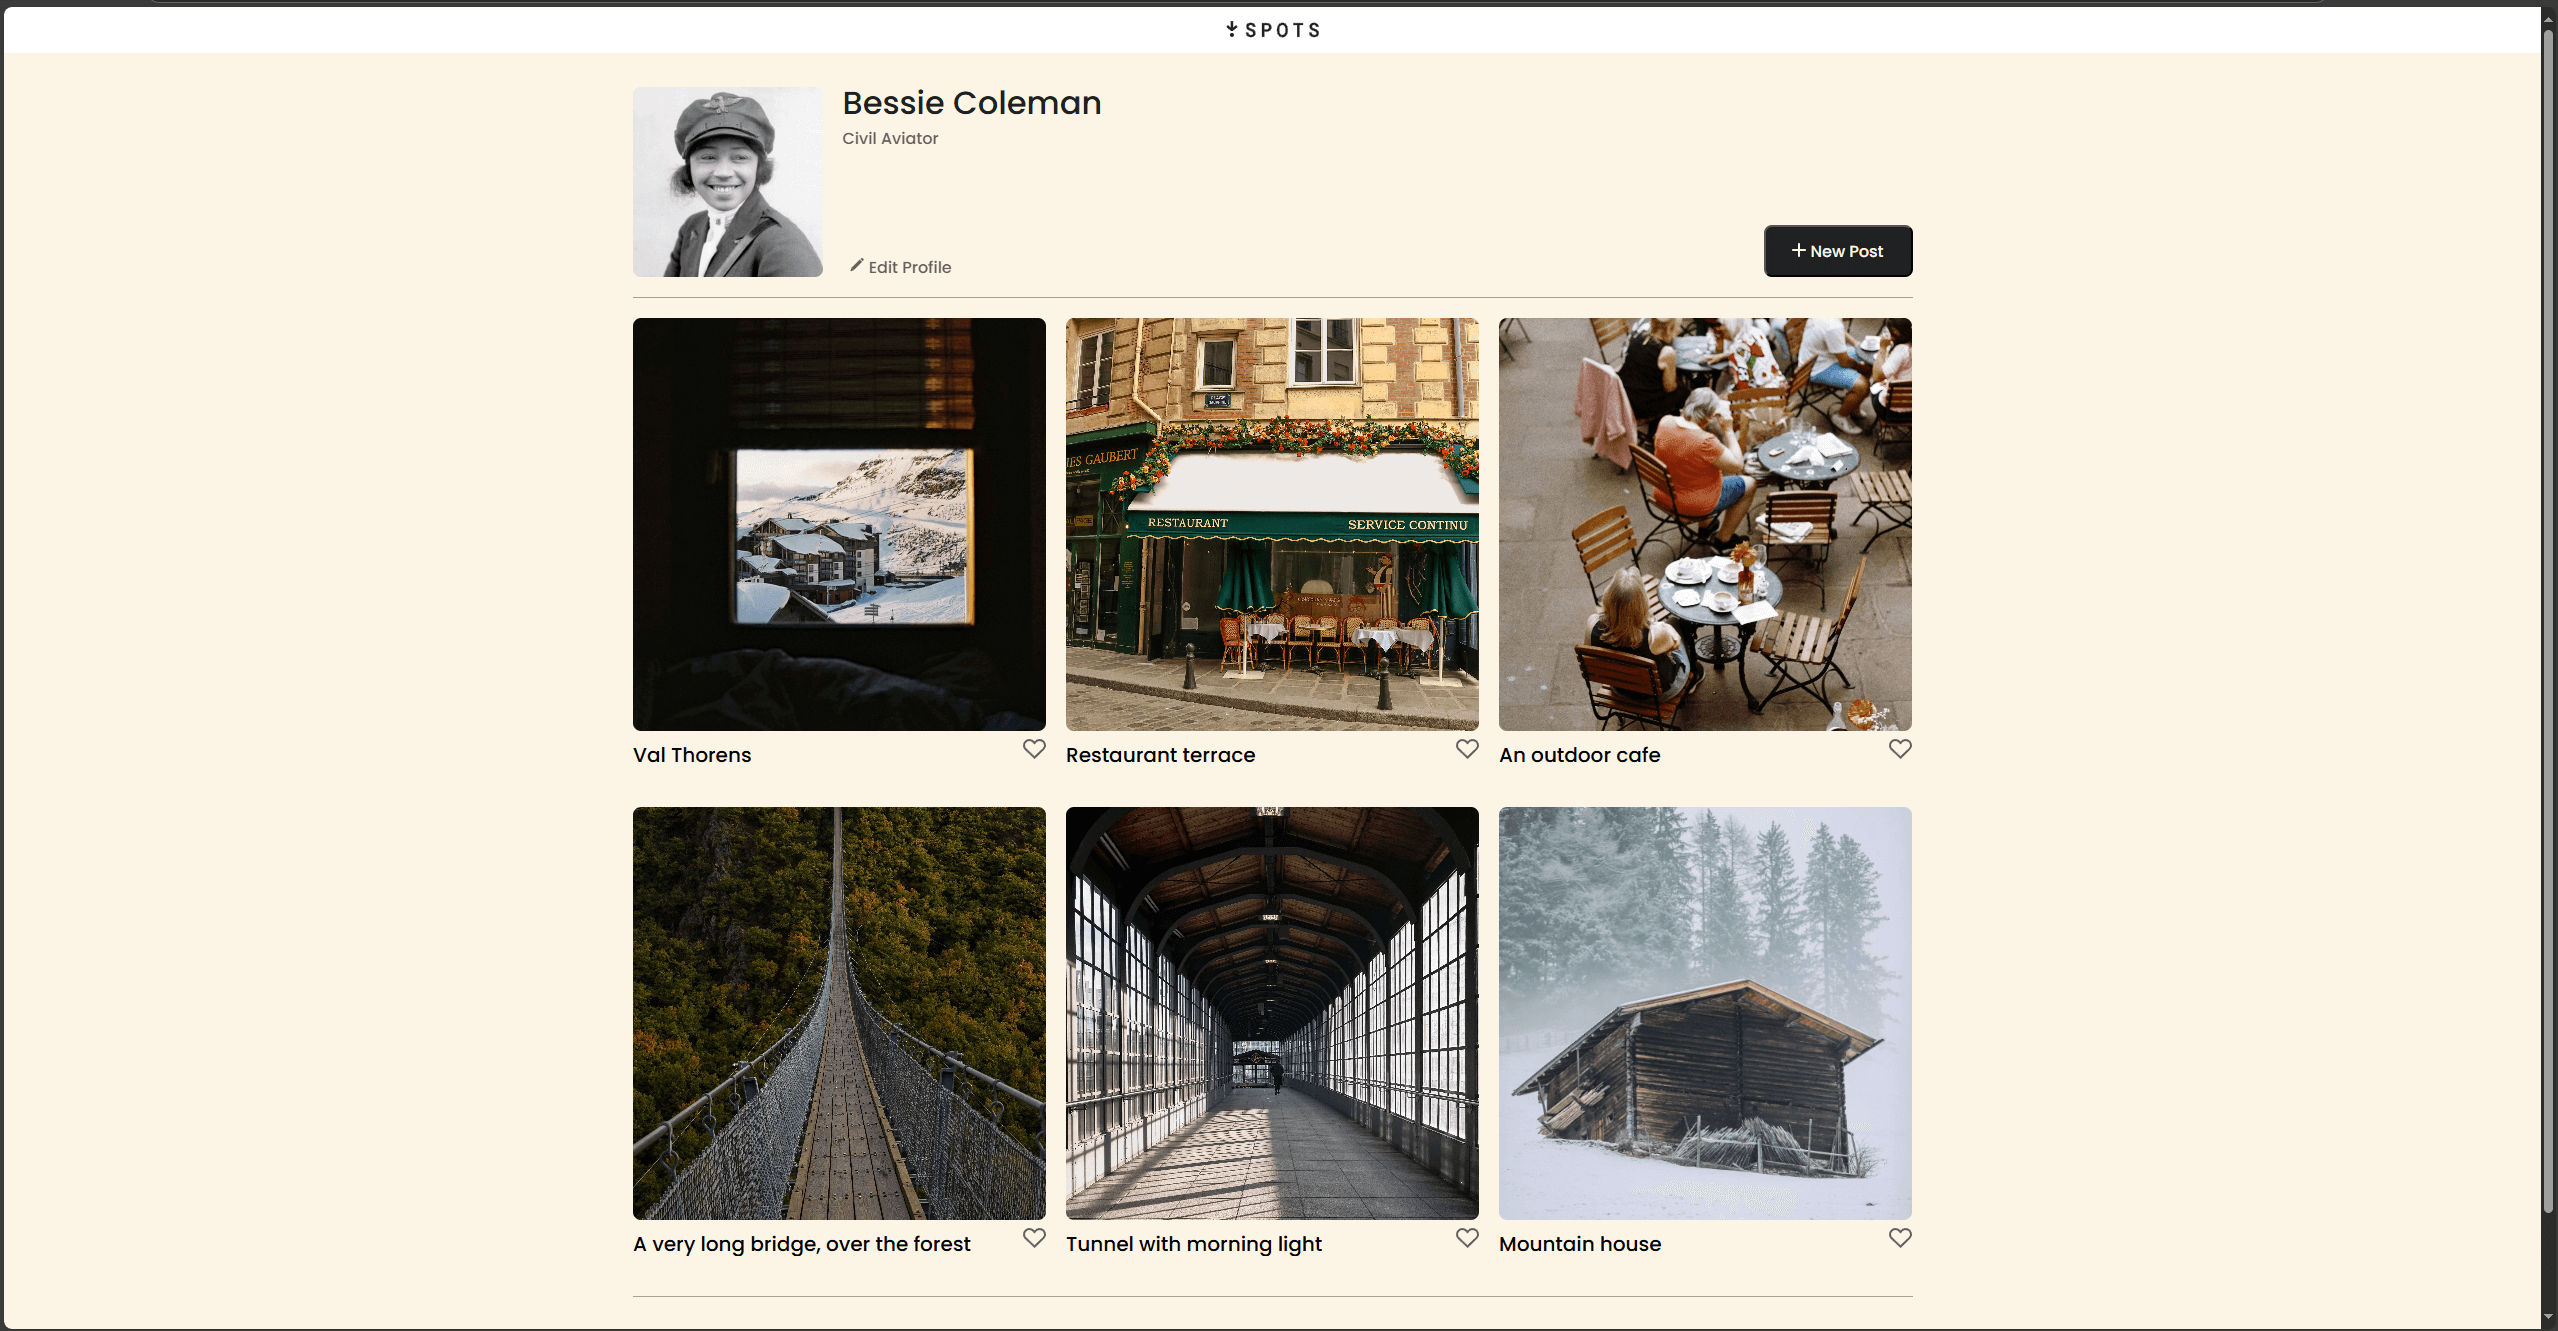 SPOTS
Bessie Coleman
Civil Aviator
Edit Profile
+ New Post
ES GAUBERT
RESTAURANT
SERVICE CONTINU
Val Thorens
Restaurant terrace
An outdoor cafe
A very long bridge, over the forest
Tunnel with morning light
Mountain house